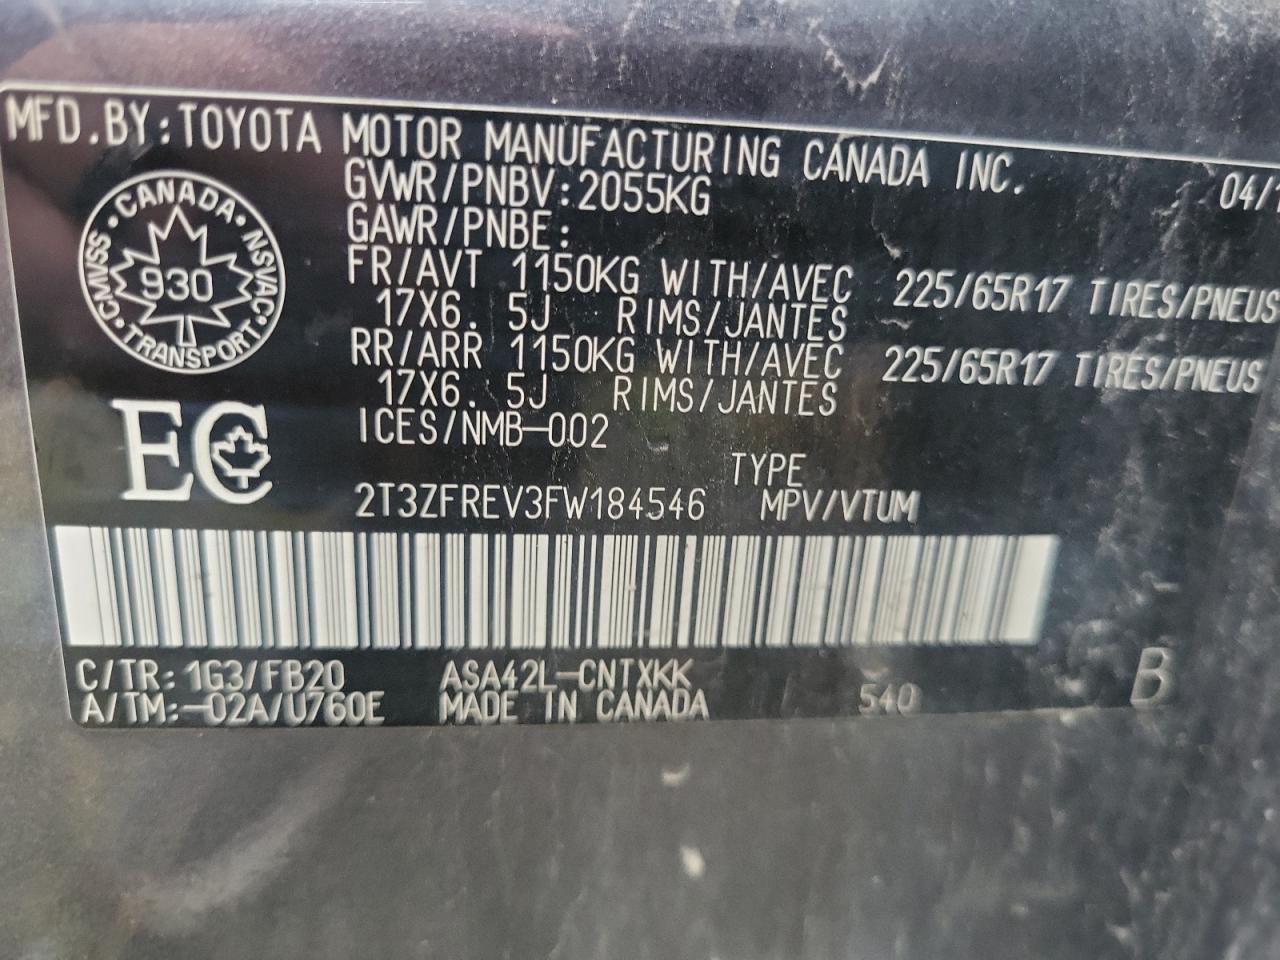 MFD.BY:TOYOTA MOTOR MANUFACTURING CANADA INC.
GVWR/PNBV:2055KG 04/1
GAWR/PNBE:
FR/AVT 1150KG WITH/AVEC 225/65R17 TIRES/PNEUS
17X6.5J RIMS/JANTES
RR/ARR 1150KG WITH/AVEC 225/65R17 TIRES/PNEUS
17X6.5J RIMS/JANTES
ICES/NMB-002
CANADA • NSVAC • TRANSPORT • CMVSS
930
EC
TYPE
2T3ZFREV3FW184546 MPV/VTUM
C/TR: 1G3/FB20 ASA42L-CNTXKK
A/TM:-02A/U760E MADE IN CANADA 540 B